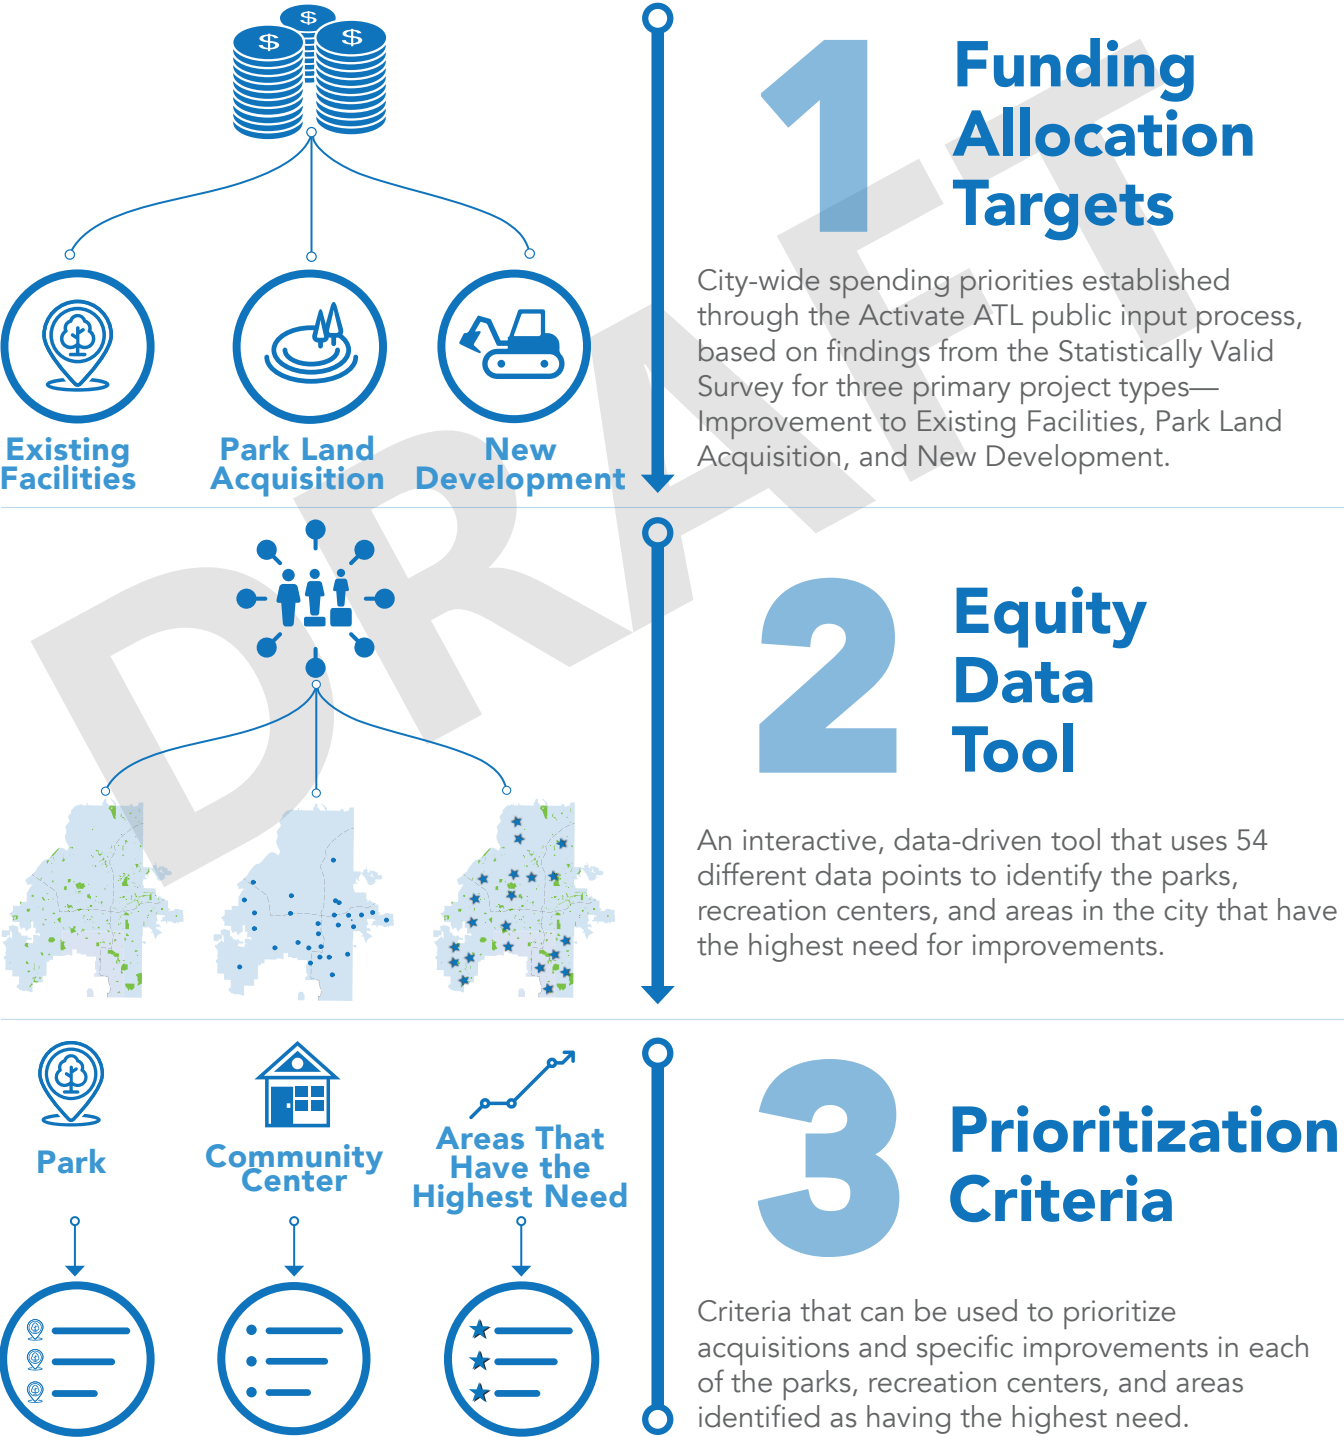 $
$
$
1
Funding
Allocation
Targets
City-wide spending priorities established
through the Activate ATL public input process,
based on findings from the Statistically Valid
Survey for three primary project types—
Improvement to Existing Facilities, Park Land
Acquisition, and New Development.
Existing
Facilities
Park Land
Acquisition
New
Development
DRAFT
2
Equity
Data
Tool
An interactive, data-driven tool that uses 54
different data points to identify the parks,
recreation centers, and areas in the city that have
the highest need for improvements.
Park
Community
Center
Areas That
Have the
Highest Need
3
Prioritization
Criteria
Criteria that can be used to prioritize
acquisitions and specific improvements in each
of the parks, recreation centers, and areas
identified as having the highest need.